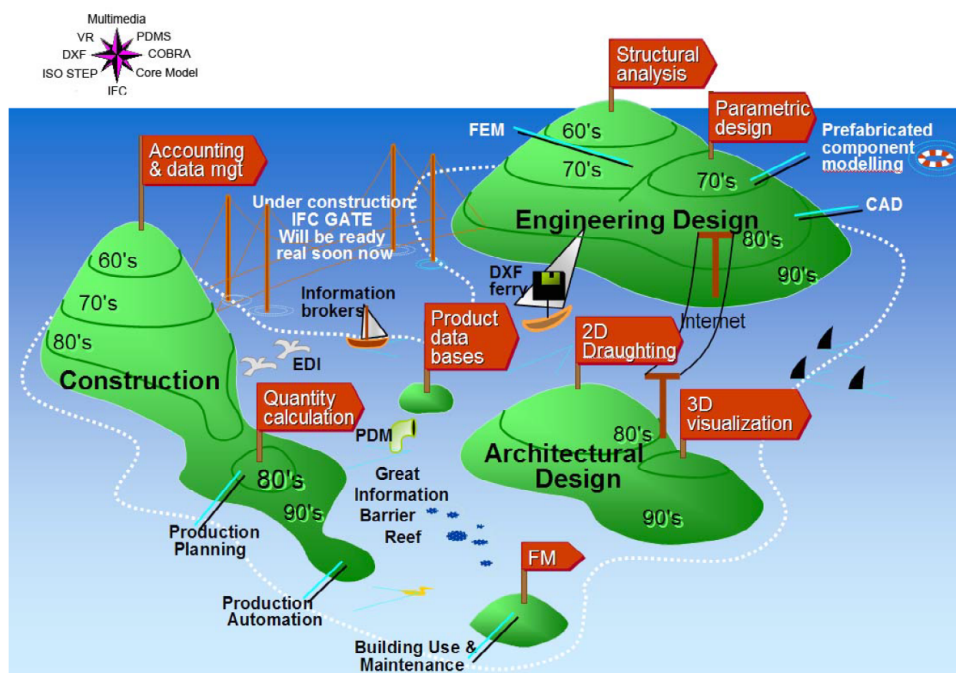 Multimedia
VR
PDMS
DXF
COBRA
ISO STEP
Core Model
IFC
Structural
analysis
Parametric
design
FEM
60's
70's
70's
Prefabricated
component
modelling
CAD
Engineering Design
80's
90's
Accounting
& data mgt
Under construction
IFC GATE
Will be ready
real soon now
60's
70's
80's
Construction
Information
brokers
EDI
DXF
ferry
Internet
Product
data
bases
2D
Draughting
3D
visualization
Quantity
calculation
80's
90's
PDM
Great
Information
Barrier
Reef
80's
Architectural
Design
90's
Production
Planning
Production
Automation
FM
Building Use &
Maintenance